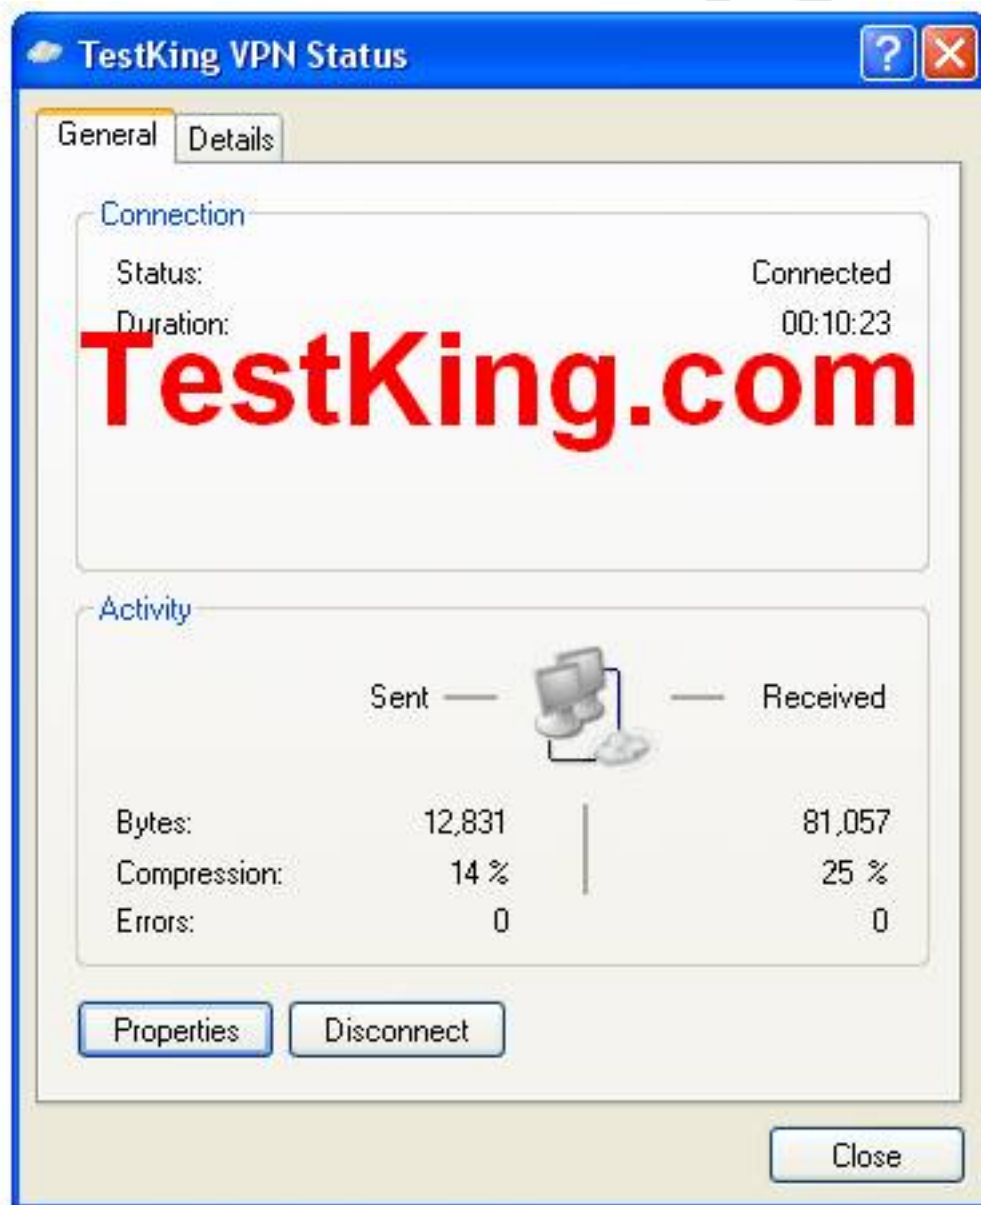 TestKing VPN Status
General Details
Connection
Status: Connected
Duration: 00:10:23
TestKing.com
Activity
Sent Received
Bytes: 12,831 81,057
Compression: 14 % 25 %
Errors: 0 0
Properties Disconnect
Close